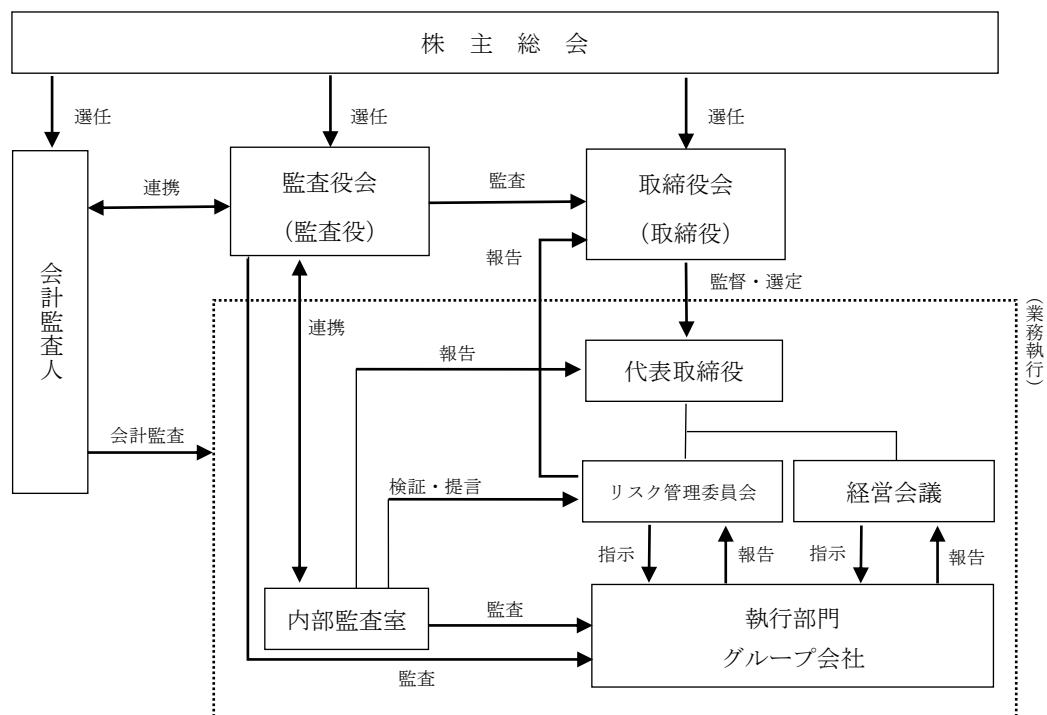 株 主 総 会
選任
選任
選任
監査役会
(監査役)
監査
取締役会
(取締役)
連携
報告
監督・選定
会計監査人
(業務執行)
連携
報告
代表取締役
会計監査
検証・提言
リスク管理委員会
経営会議
指示
報告
指示
報告
内部監査室
監査
執行部門
グループ会社
監査